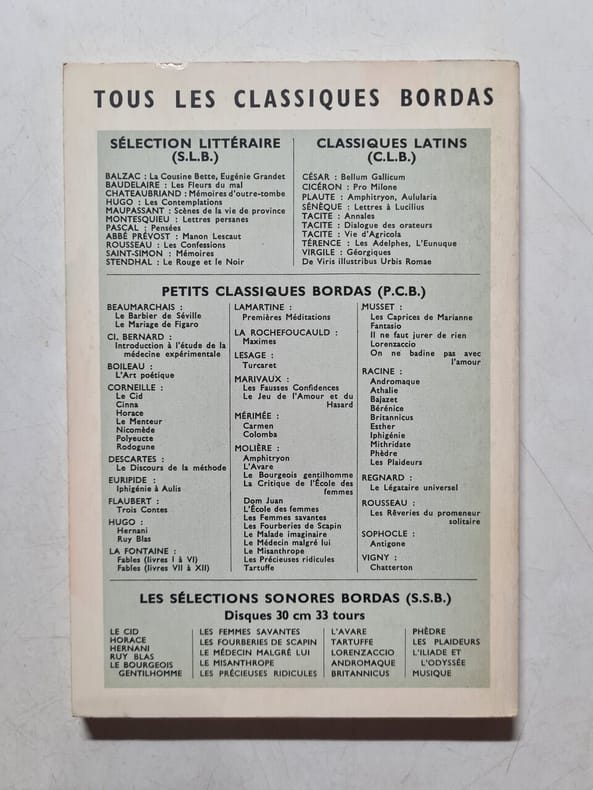 TOUS LES CLASSIQUES BORDAS
SÉLECTION LITTÉRAIRE
(S.L.B.)
BALZAC : La Cousine Bette, Eugénie Grandet
BAUDELAIRE : Les Fleurs du mal
CHATEAUBRIAND : Mémoires d'outre-tombe
HUGO : Les Contemplations
MAUPASSANT : Scènes de la vie de province
MONTESQUIEU : Lettres persanes
PASCAL : Pensées
ABBÉ PRÉVOST : Manon Lescaut
ROUSSEAU : Les Confessions
SAINT-SIMON : Mémoires
STENDHAL : Le Rouge et le Noir
CLASSIQUES LATINS
(C.L.B.)
CÉSAR : Bellum Gallicum
CICÉRON : Pro Milone
PLAUTE : Amphitryon, Aulularia
SÉNÈQUE : Lettres à Lucilius
TACITE : Annales
TACITE : Dialogue des orateurs
TACITE : Vie d'Agricola
TÉRENCE : Les Adelphes, L'Eunuque
VIRGILE : Géorgiques
De Viris illustribus Urbis Romae
PETITS CLASSIQUES BORDAS (P.C.B.)
BEAUMARCHAIS :
Le Barbier de Séville
Le Mariage de Figaro
Cl. BERNARD :
Introduction à l'étude de la
médecine expérimentale
BOILEAU :
L'Art poétique
CORNEILLE :
Le Cid
Cinna
Horace
Le Menteur
Nicomède
Polyeucte
Rodogune
DESCARTES :
Le Discours de la méthode
EURIPIDE :
Iphigénie à Aulis
FLAUBERT :
Trois Contes
HUGO :
Hernani
Ruy Blas
LA FONTAINE :
Fables (livres I à VI)
Fables (livres VII à XII)
LAMARTINE :
Premières Méditations
LA ROCHEFOUCAULD :
Maximes
LESAGE :
Turcaret
MARIVAUX :
Les Fausses Confidences
Le Jeu de l'Amour et du
Hasard
MÉRIMÉE :
Carmen
Colomba
MOLIÈRE :
Amphitryon
L'Avare
Le Bourgeois gentilhomme
La Critique de l'École des
femmes
Dom Juan
L'École des femmes
Les Femmes savantes
Les Fourberies de Scapin
Le Malade imaginaire
Le Médecin malgré lui
Le Misanthrope
Les Précieuses ridicules
Tartuffe
MUSSET :
Les Caprices de Marianne
Fantasio
Il ne faut jurer de rien
Lorenzaccio
On ne badine pas avec
l'amour
RACINE :
Andromaque
Athalie
Bajazet
Bérénice
Britannicus
Esther
Iphigénie
Mithridate
Phèdre
Les Plaideurs
REGNARD :
Le Légataire universel
ROUSSEAU :
Les Rêveries du promeneur
solitaire
SOPHOCLE :
Antigone
VIGNY :
Chatterton
LES SÉLECTIONS SONORES BORDAS (S.S.B.)
Disques 30 cm 33 tours
LE CID
HORACE
HERNANI
RUY BLAS
LE BOURGEOIS
GENTILHOMME
LES FEMMES SAVANTES
LES FOURBERIES DE SCAPIN
LE MÉDECIN MALGRÉ LUI
LE MISANTHROPE
LES PRÉCIEUSES RIDICULES
L'AVARE
TARTUFFE
LORENZACCIO
ANDROMAQUE
BRITANNICUS
PHÈDRE
LES PLAIDEURS
L'ILIADE ET
L'ODYSSÉE
MUSIQUE